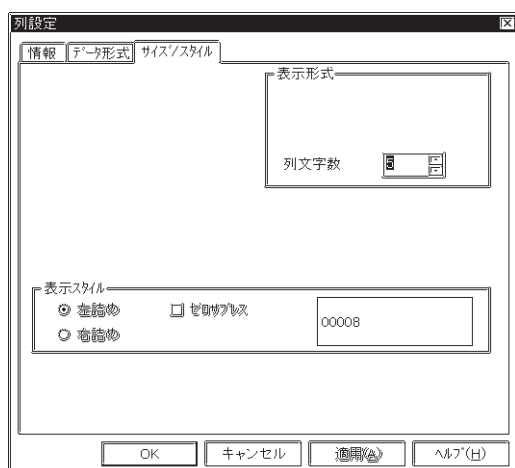 列設定
情報 データ形式 サイズ/スタイル
表示形式
列文字数 5
表示スタイル
左詰め ゼロサプレス
00008
右詰め
OK キャンセル 適用(A) ヘルプ(H)